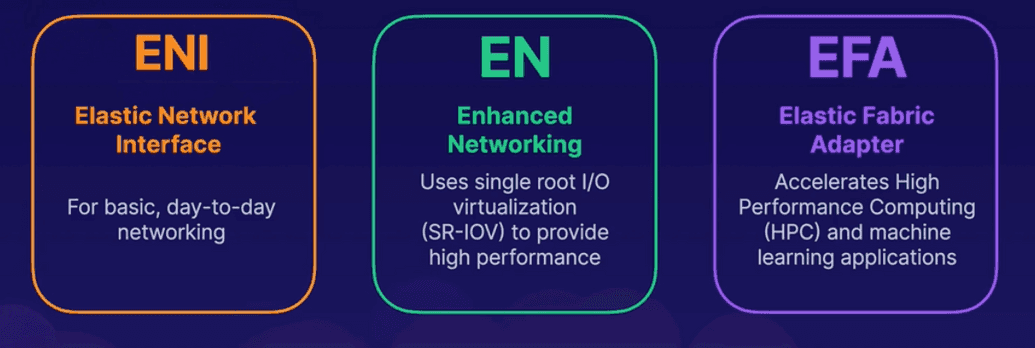 ENI
Elastic Network
Interface
For basic, day-to-day
networking
EN
Enhanced
Networking
Uses single root I/O
virtualization
(SR-IOV) to provide
high performance
EFA
Elastic Fabric
Adapter
Accelerates High
Performance Computing
(HPC) and machine
learning applications